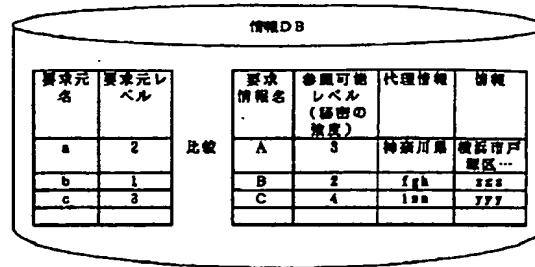 情報DB
要求元名 要求元レベル
a 2
b 1
c 3
比較
要求情報名 参照可能レベル(秘密の濃度) 代理情報 情報
A 3 神奈川県 横浜市戸塚区…
B 2 fgh zzz
C 4 yyy